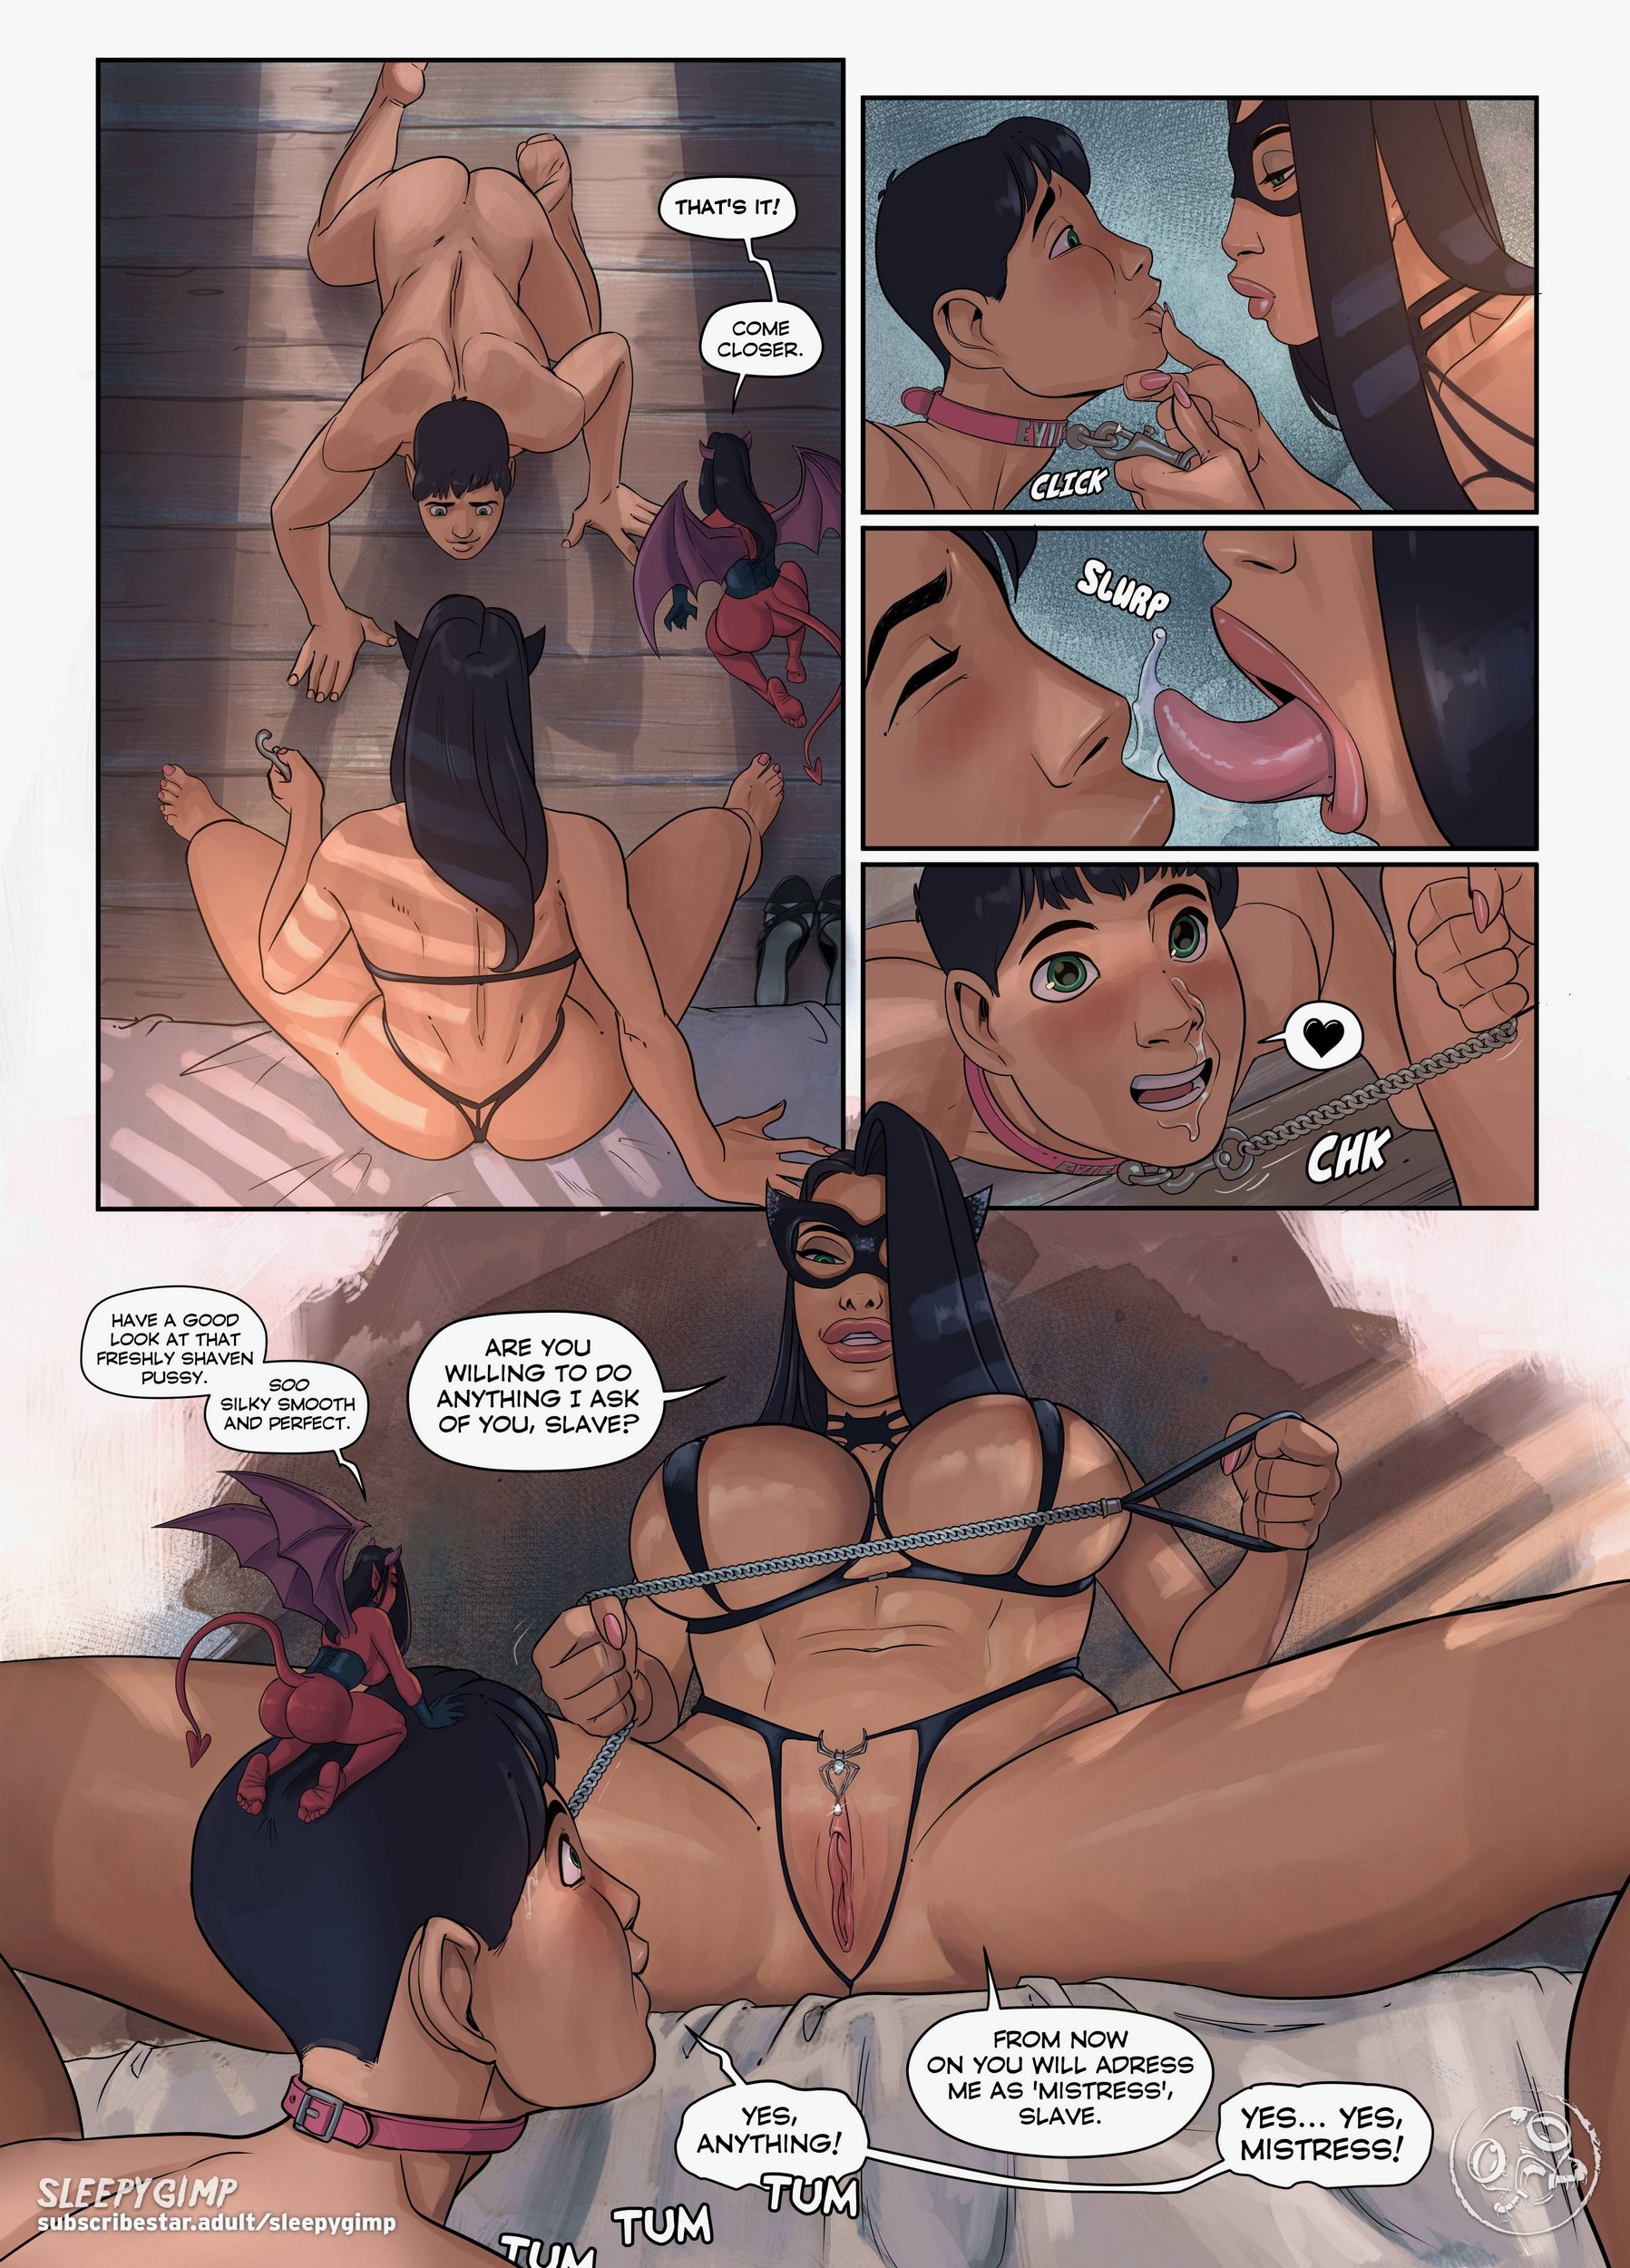 THAT'S IT!
COME
CLOSER.
CLICK
SLURP
♥
CHK
HAVE A GOOD
LOOK AT THAT
FRESHLY SHAVEN
PUSSY.
SOO
SILKY SMOOTH
AND PERFECT.
ARE YOU
WILLING TO DO
ANYTHING I ASK
OF YOU, SLAVE?
FROM NOW
ON YOU WILL ADRESS
ME AS 'MISTRESS',
SLAVE.
YES,
ANYTHING!
YES... YES,
MISTRESS!
TUM
TUM
TUM
SLEEPYGIMP
subscribestar.adult/sleepygimp